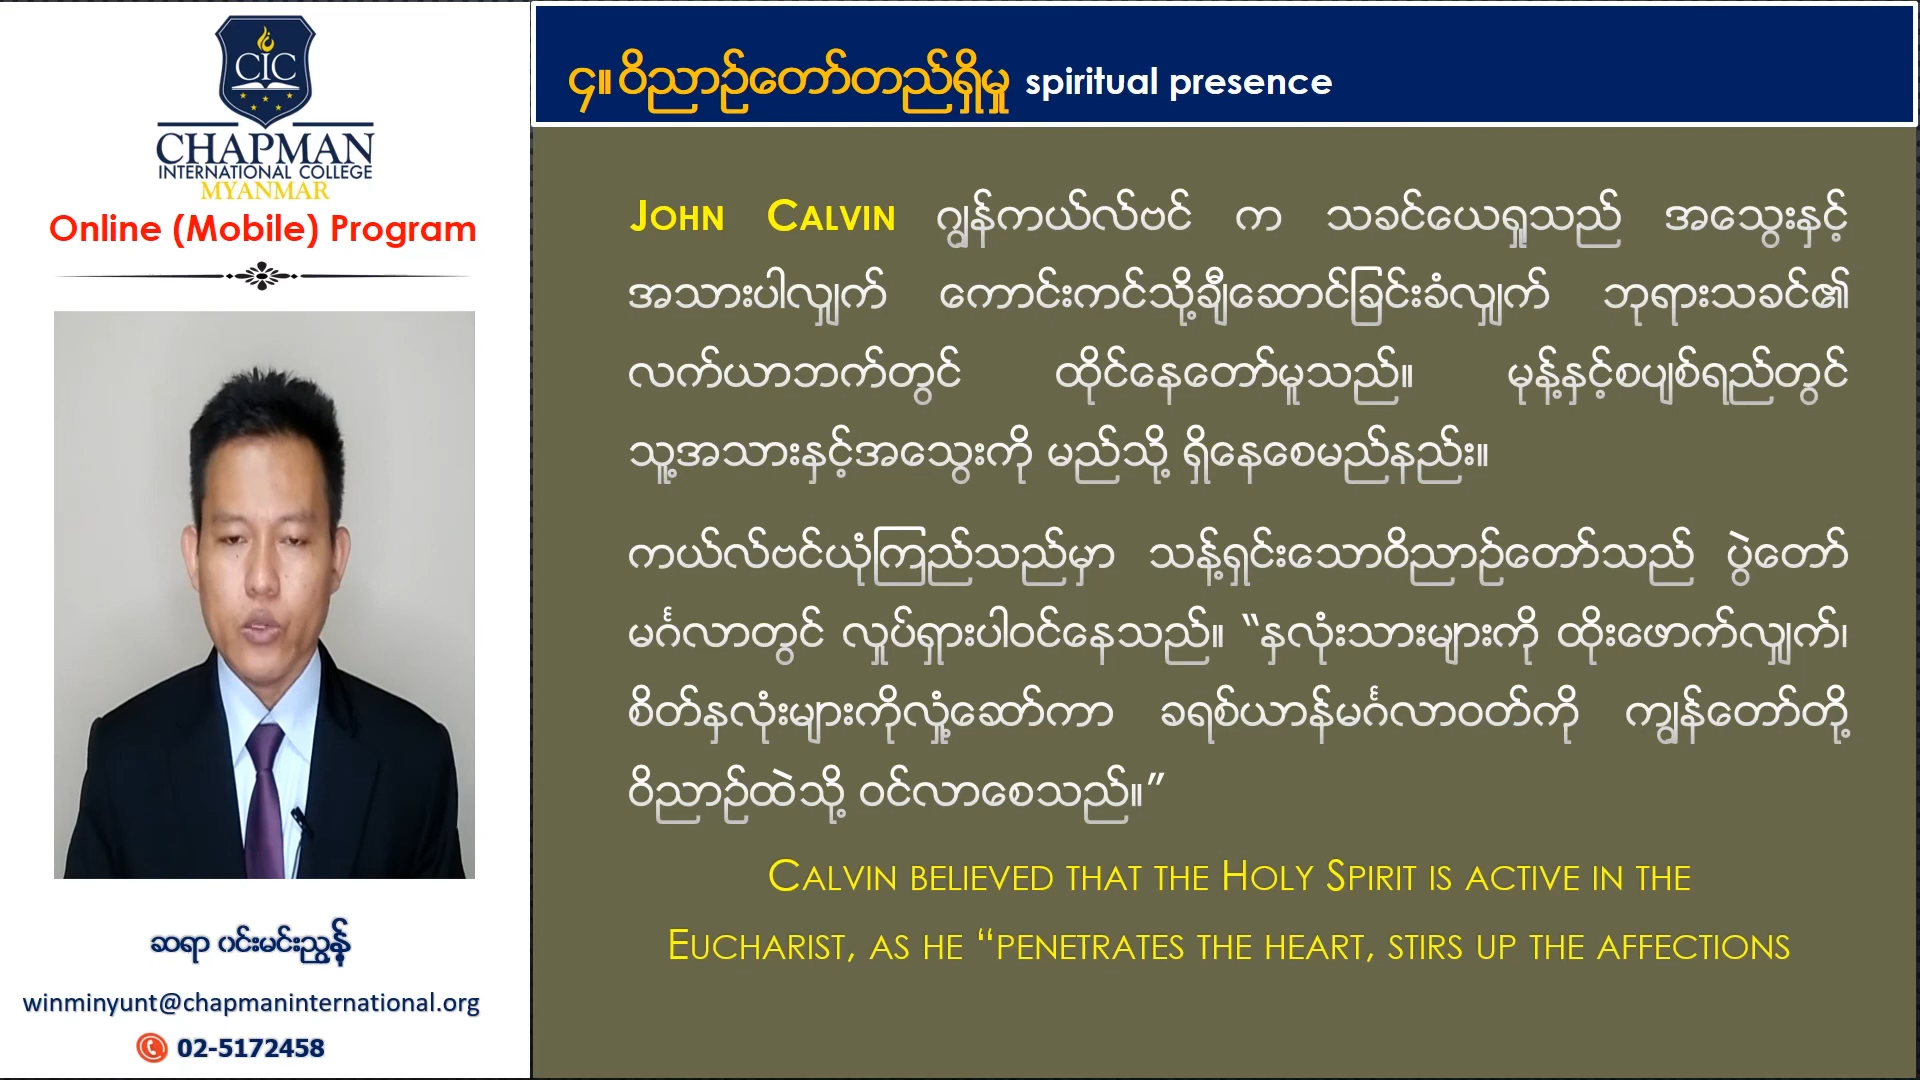 CIC
CHAPMAN
INTERNATIONAL COLLEGE
MYANMAR
Online (Mobile) Program
ဆရာ ဝင်းမင်းညွန့်
winminyunt@chapmaninternational.org
02-5172458
၄။ ဝိညာဉ်တော်တည်ရှိမှု spiritual presence
JOHN CALVIN ဂျွန်ကယ်လ်ဗင် က သခင်ယေရှုသည် အသွေးနှင့်
အသားပါလျှက် ကောင်းကင်သို့ချီဆောင်ခြင်းခံလျှက် ဘုရားသခင်၏
လက်ယာဘက်တွင် ထိုင်နေတော်မူသည်။ မုန့်နှင့်စပျစ်ရည်တွင်
သူ့အသားနှင့်အသွေးကို မည်သို့ ရှိနေစေမည်နည်း။
ကယ်လ်ဗင်ယုံကြည်သည်မှာ သန့်ရှင်းသောဝိညာဉ်တော်သည် ပွဲတော်
မင်္ဂလာတွင် လှုပ်ရှားပါဝင်နေသည်။ “နှလုံးသားများကို ထိုးဖောက်လျှက်၊
စိတ်နှလုံးများကိုလှုံ့ဆော်ကာ ခရစ်ယာန်မင်္ဂလာဝတ်ကို ကျွန်တော်တို့
ဝိညာဉ်ထဲသို့ ဝင်လာစေသည်။”
CALVIN BELIEVED THAT THE HOLY SPIRIT IS ACTIVE IN THE
EUCHARIST, AS HE “PENETRATES THE HEART, STIRS UP THE AFFECTIONS